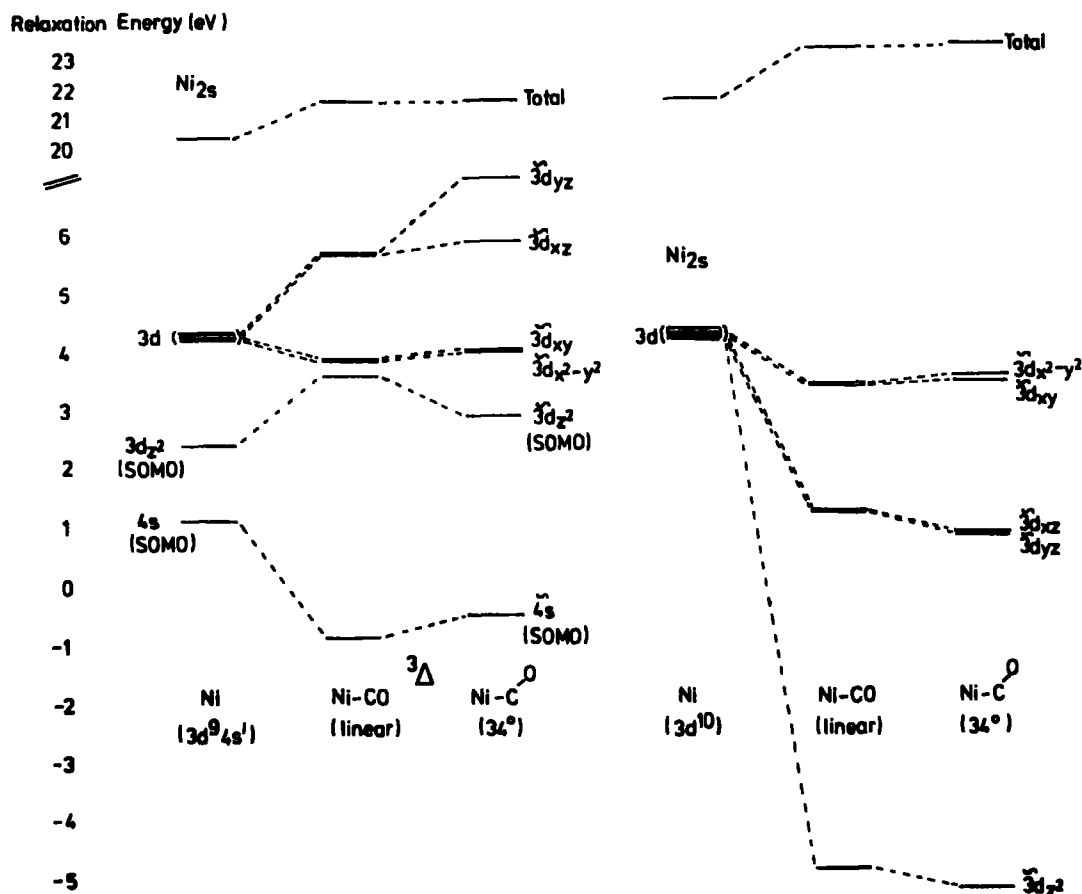 Relaxation Energy (eV)
23
22
21
20
6
5
4
3
2
1
0
-1
-2
-3
-4
-5
Ni2s
Total
3̃dyz
3̃dxz
3d
3̃dxy
3̃dx²-y²
3dz²
(SOMO)
3̃dz²
(SOMO)
4s
(SOMO)
4̃s
(SOMO)
³Δ
Ni
(3d⁹4s¹)
Ni-CO
(linear)
O
Ni-C
(34°)
Total
Ni2s
3d
3̃dx²-y²
3̃dxy
3̃dxz
3̃dyz
3̃dz²
Ni
(3d¹⁰)
Ni-CO
(linear)
O
Ni-C
(34°)